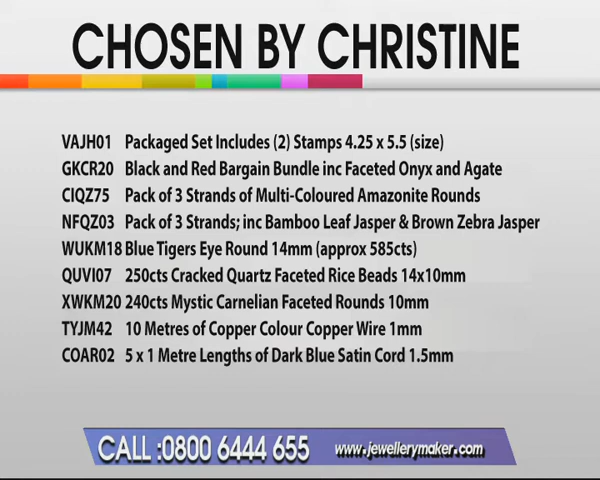 CHOSEN BY CHRISTINE
VAJH01 Packaged Set Includes (2) Stamps 4.25 x 5.5 (size)
GKCR20 Black and Red Bargain Bundle inc Faceted Onyx and Agate
CIQZ75 Pack of 3 Strands of Multi-Coloured Amazonite Rounds
NFQZ03 Pack of 3 Strands; inc Bamboo Leaf Jasper & Brown Zebra Jasper
WUKM18 Blue Tigers Eye Round 14mm (approx 585cts)
QUVI07 250cts Cracked Quartz Faceted Rice Beads 14x10mm
XWKM20 240cts Mystic Carnelian Faceted Rounds 10mm
TYJM42 10 Metres of Copper Colour Copper Wire 1mm
COAR02 5 x 1 Metre Lengths of Dark Blue Satin Cord 1.5mm
CALL :0800 6444 655 www.jewellerymaker.com